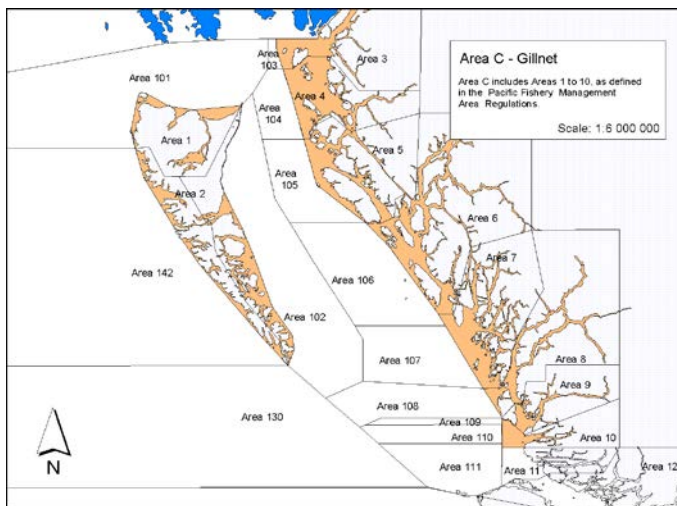 Area C - Gillnet
Area C includes Areas 1 to 10, as defined
in the Pacific Fishery Management
Area Regulations.
Scale: 1:6 000 000
Area 3
Area
103
Area 101
Area 4
Area
104
Area 1
Area 5
Area
105
Area 2
Area 6
Area 7
Area 142
Area 106
Area 102
Area 107
Area 8
Area 9
Area 108
Area 130
Area 109
Area 110
Area 10
Area 111
Area 11
Area 12
N